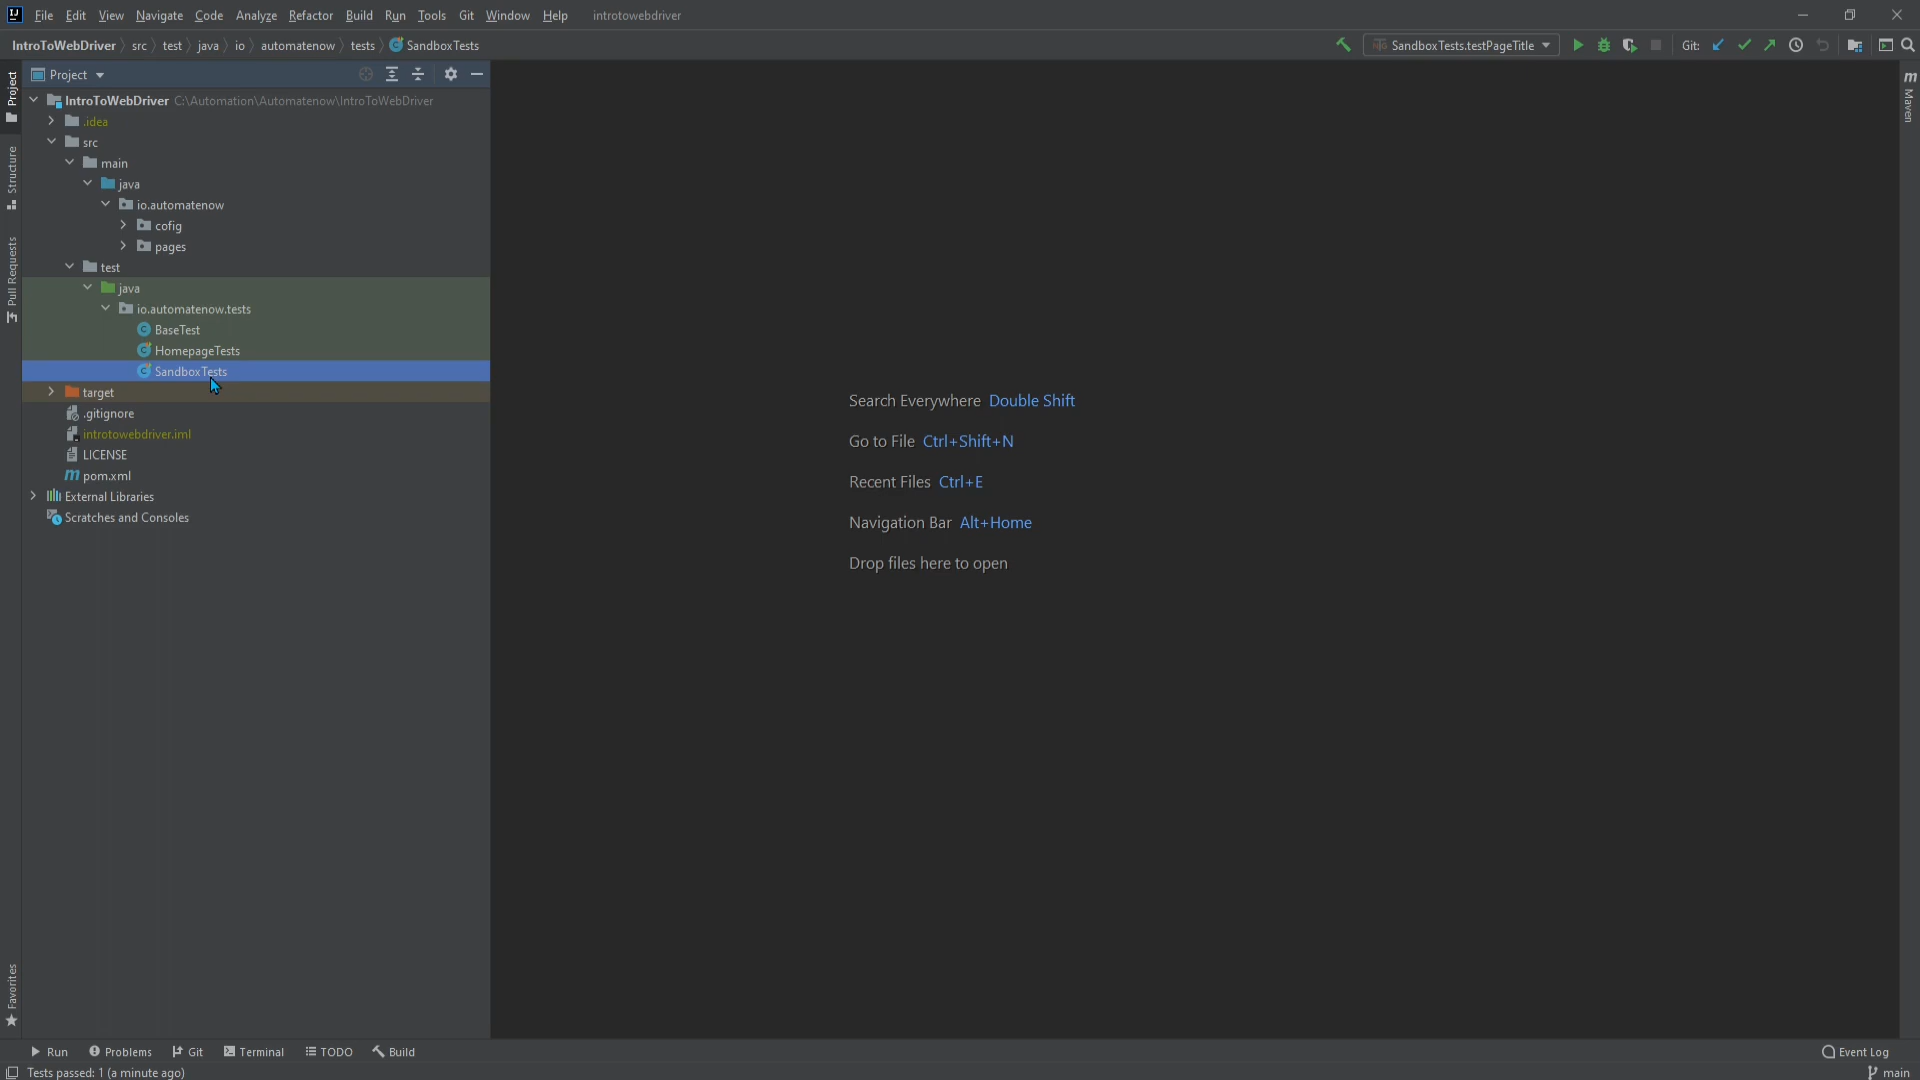 IJ File Edit View Navigate Code Analyze Refactor Build Run Tools Git Window Help introtowebdriver
IntroToWebDriver src test java io automatenow tests SandboxTests SandboxTests.testPageTitle Git:
Project
IntroToWebDriver C:\Automation\Automatenow\IntroToWebDriver
.idea
src
main
java
io.automatenow
cofig
pages
test
java
io.automatenow.tests
BaseTest
HomepageTests
SandboxTests
target
.gitignore
introtowebdriver.iml
LICENSE
pom.xml
External Libraries
Scratches and Consoles
Project
Structure
Pull Requests
Favorites
Search Everywhere Double Shift
Go to File Ctrl+Shift+N
Recent Files Ctrl+E
Navigation Bar Alt+Home
Drop files here to open
m Maven
Run Problems Git Terminal TODO Build Event Log
Tests passed: 1 (a minute ago) main